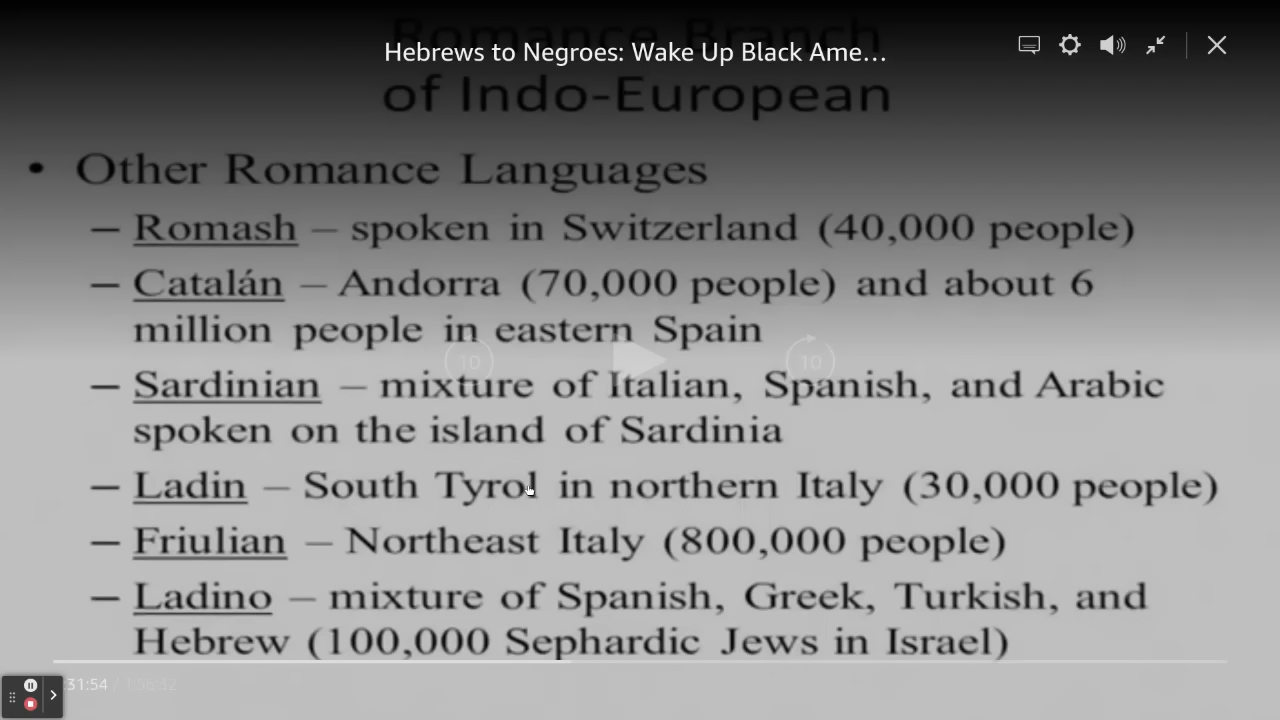 Romance Branch
Hebrews to Negroes: Wake Up Black Ame...
of Indo-European
• Other Romance Languages
– Romash – spoken in Switzerland (40,000 people)
– Catalán – Andorra (70,000 people) and about 6
million people in eastern Spain
– Sardinian – mixture of Italian, Spanish, and Arabic
spoken on the island of Sardinia
– Ladin – South Tyrol in northern Italy (30,000 people)
– Friulian – Northeast Italy (800,000 people)
– Ladino – mixture of Spanish, Greek, Turkish, and
Hebrew (100,000 Sephardic Jews in Israel)
10
10
:31:54 /